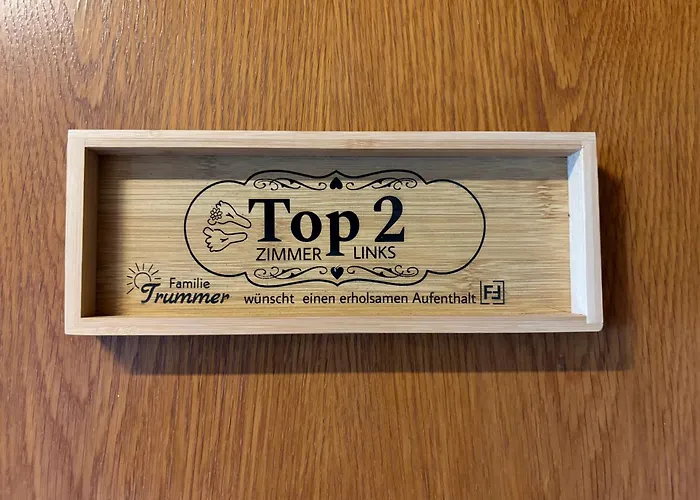 Top 2
ZIMMER LINKS
Familie
Trummer wünscht einen erholsamen Aufenthalt